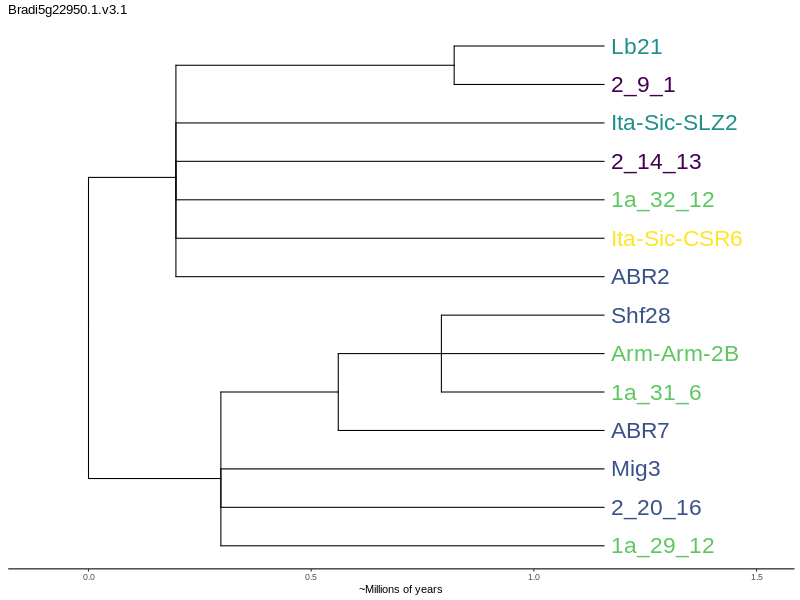 Bradi5g22950.1.v3.1
Lb21
2_9_1
Ita-Sic-SLZ2
2_14_13
1a_32_12
Ita-Sic-CSR6
ABR2
Shf28
Arm-Arm-2B
1a_31_6
ABR7
Mig3
2_20_16
1a_29_12
0.0 0.5 1.0 1.5
~Millions of years